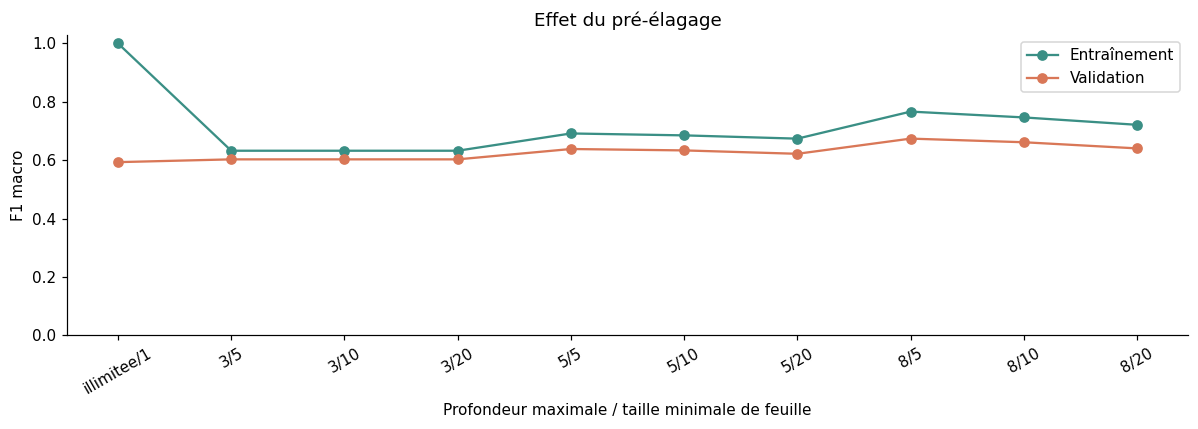 Effet du pré-élagage
Entraînement
Validation
F1 macro
1.0
0.8
0.6
0.4
0.2
0.0
illimitee/1
3/5
3/10
3/20
5/5
5/10
5/20
8/5
8/10
8/20
Profondeur maximale / taille minimale de feuille